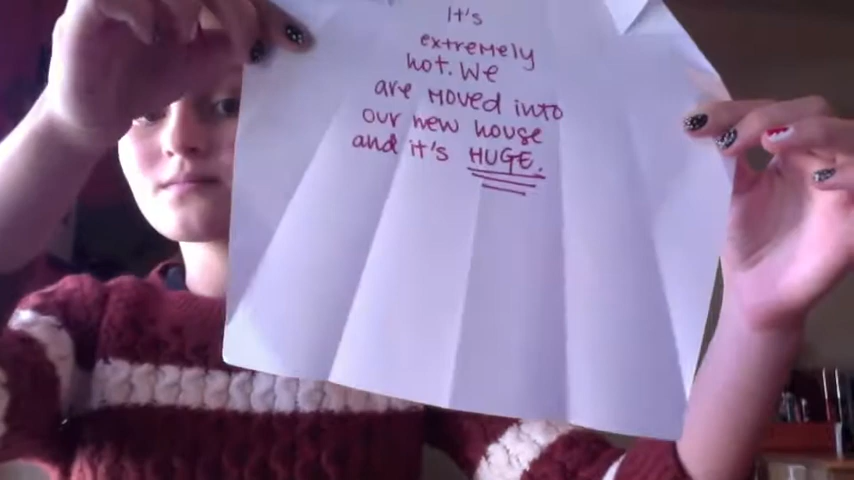 It's
extremely
hot. We
are moved into
our new house
and it's HUGE.